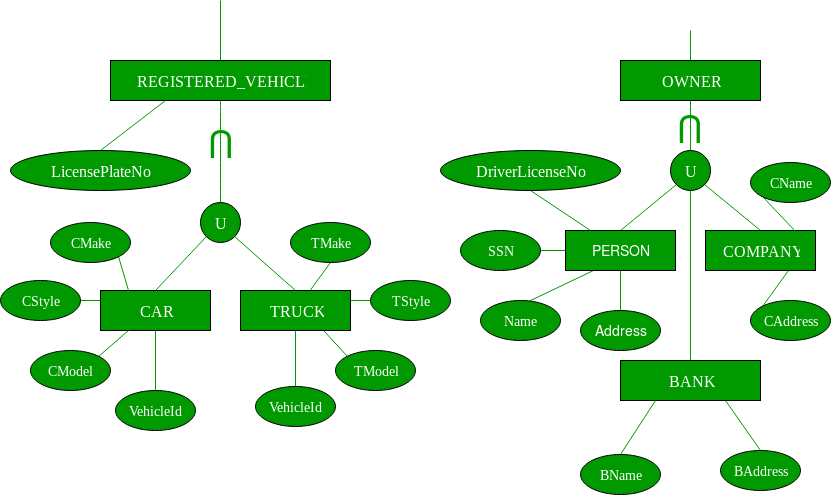 REGISTERED_VEHICL
OWNER
LicensePlateNo
DriverLicenseNo
U
CName
U
CMake
TMake
SSN
PERSON
COMPANY
CStyle
CAR
TRUCK
TStyle
Name
Address
CAddress
CModel
TModel
BANK
VehicleId
VehicleId
BName
BAddress